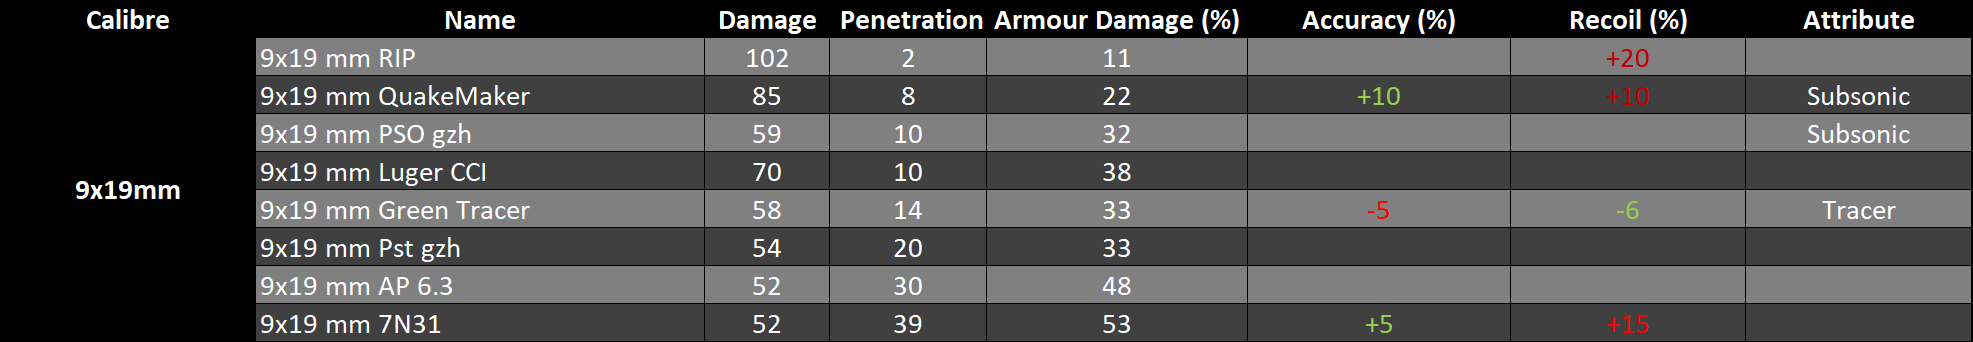 Calibre Name Damage Penetration Armour Damage (%) Accuracy (%) Recoil (%) Attribute
9x19 mm RIP 102 2 11 +20
9x19 mm QuakeMaker 85 8 22 +10 +10 Subsonic
9x19 mm PSO gzh 59 10 32 Subsonic
9x19 mm Luger CCI 70 10 38
9x19mm
9x19 mm Green Tracer 58 14 33 -5 -6 Tracer
9x19 mm Pst gzh 54 20 33
9x19 mm AP 6.3 52 30 48
9x19 mm 7N31 52 39 53 +5 +15